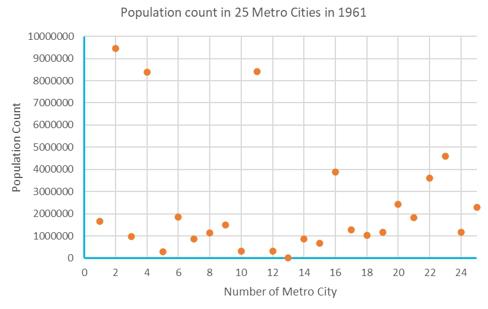 Population count in 25 Metro Cities in 1961
10000000
9000000
8000000
7000000
6000000
5000000
4000000
3000000
2000000
1000000
0
Population Count
0 2 4 6 8 10 12 14 16 18 20 22 24
Number of Metro City